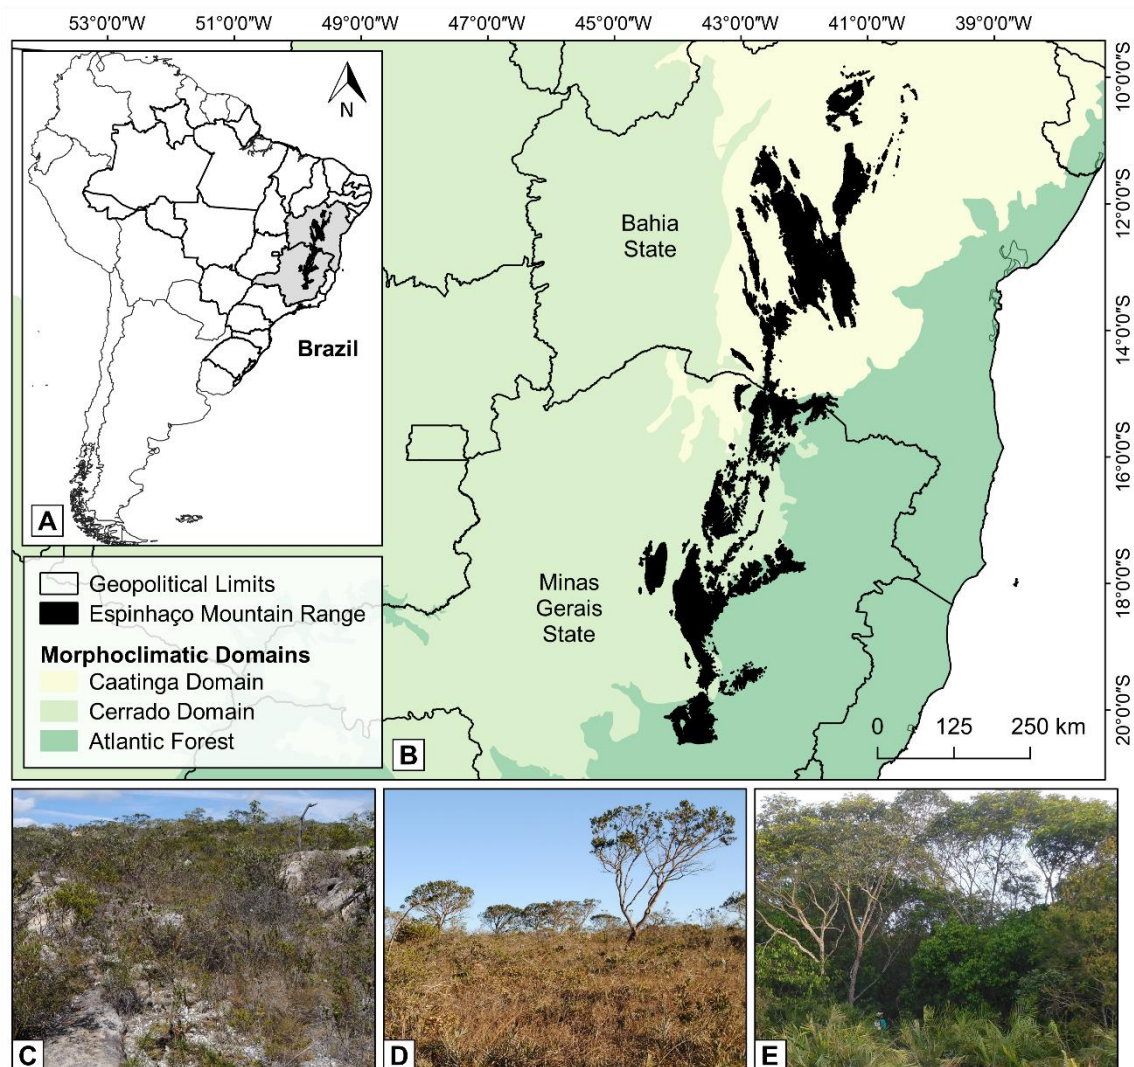 53°0'0"W 51°0'0"W 49°0'0"W 47°0'0"W 45°0'0"W 43°0'0"W 41°0'0"W 39°0'0"W
N
Brazil
A
Bahia
State
Minas
Gerais
State
10°0'0"S
12°0'0"S
14°0'0"S
16°0'0"S
18°0'0"S
20°0'0"S
Geopolitical Limits
Espinhaço Mountain Range
Morphoclimatic Domains
Caatinga Domain
Cerrado Domain
Atlantic Forest
B
0 125 250 km
C
D
E